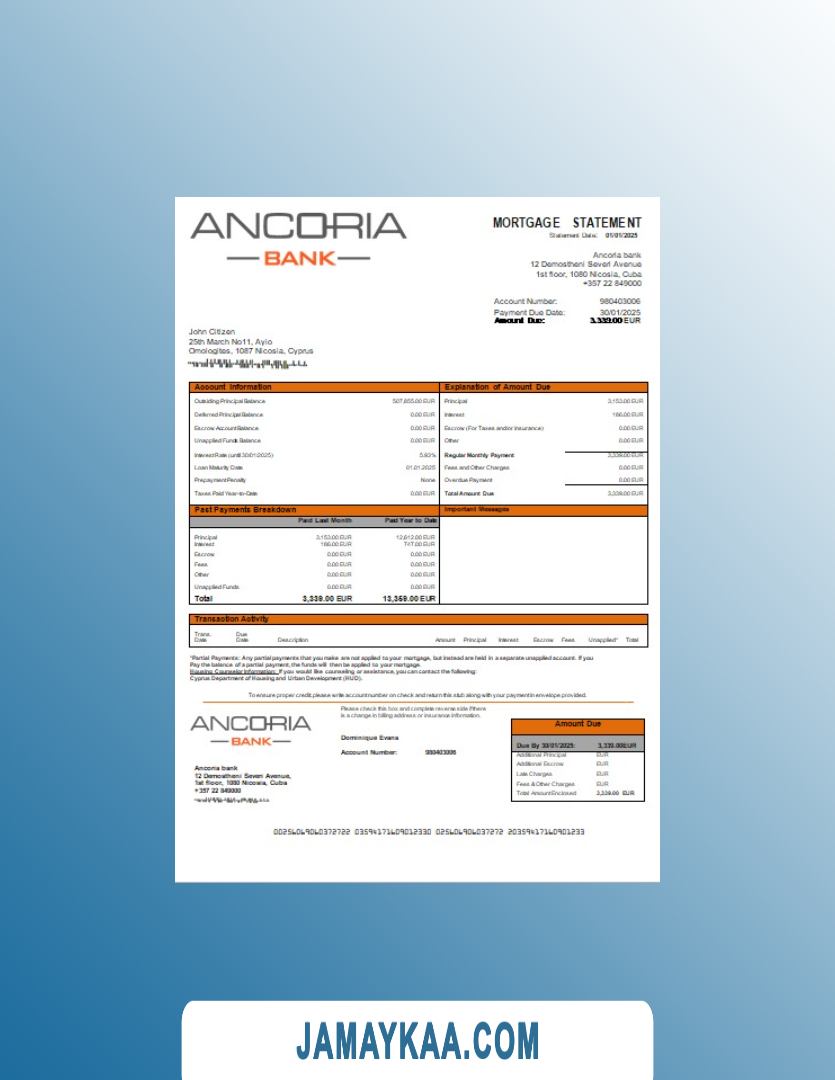 ANCORIA
BANK
MORTGAGE STATEMENT
Statement Date: 01/01/2025
Ancoria bank
12 Demostheni Severi Avenue
1st floor, 1080 Nicosia, Cuba
+357 22 849000
Account Number: 980403006
Payment Due Date: 30/01/2025
Amount Due: 3,339.00 EUR
John Citizen
25th March No11, Ayio
Omologites, 1087 Nicosia, Cyprus
Account Information
Outsiding Principal Balance 507,855.00 EUR
Deferred Principal Balance 0.00 EUR
Escrow Account Balance 0.00 EUR
Unapplied Funds Balance 0.00 EUR
Interest Rate (until 30/01/2025) 5.93%
Loan Maturity Date 01.01.2025
Prepayment Penalty None
Taxes Paid Year-to-Date 0.00 EUR
Explanation of Amount Due
Principal 3,153.00 EUR
Interest 186.00 EUR
Escrow (For Taxes and/or Insurance) 0.00 EUR
Other 0.00 EUR
Regular Monthly Payment 3,339.00 EUR
Fees and Other Charges 0.00 EUR
Overdue Payment 0.00 EUR
Total Amount Due 3,339.00 EUR
Past Payments Breakdown
Paid Last Month Paid Year to Date
Principal 3,153.00 EUR 12,612.00 EUR
Interest 186.00 EUR 747.00 EUR
Escrow 0.00 EUR 0.00 EUR
Fees 0.00 EUR 0.00 EUR
Other 0.00 EUR 0.00 EUR
Unapplied Funds 0.00 EUR 0.00 EUR
Total 3,339.00 EUR 13,359.00 EUR
Important Messages
Transaction Activity
Trans. Date Due Date Description Amount Principal Interest Escrow Fees Unapplied* Total
*Partial Payments: Any partial payments that you make are not applied to your mortgage, but instead are held in a separate unapplied account. If you
Pay the balance of a partial payment, the funds will then be applied to your mortgage.
Housing Counselor Information: If you would like counseling or assistance, you can contact the following:
Cyprus Department of Housing and Urban Development (HUD).
To ensure proper credit, please write account number on check and return this stub along with your payment in envelope provided.
ANCORIA
BANK
Please check this box and complete reverse side if there
is a change in billing address or insurance information.
Dominique Evans
Account Number: 980403006
Ancoria bank
12 Demostheni Severi Avenue,
1st floor, 1080 Nicosia, Cuba
+357 22 849000
Amount Due
Due By 30/01/2025: 3,339.00EUR
Additional Principal EUR
Additional Escrow EUR
Late Charges EUR
Fees & Other Charges EUR
Total Amount Enclosed 3,339.00 EUR
0025606906037272 2 0359417160901233 0 0256069060372 72 2035941716090 1233
JAMAYKAA.COM